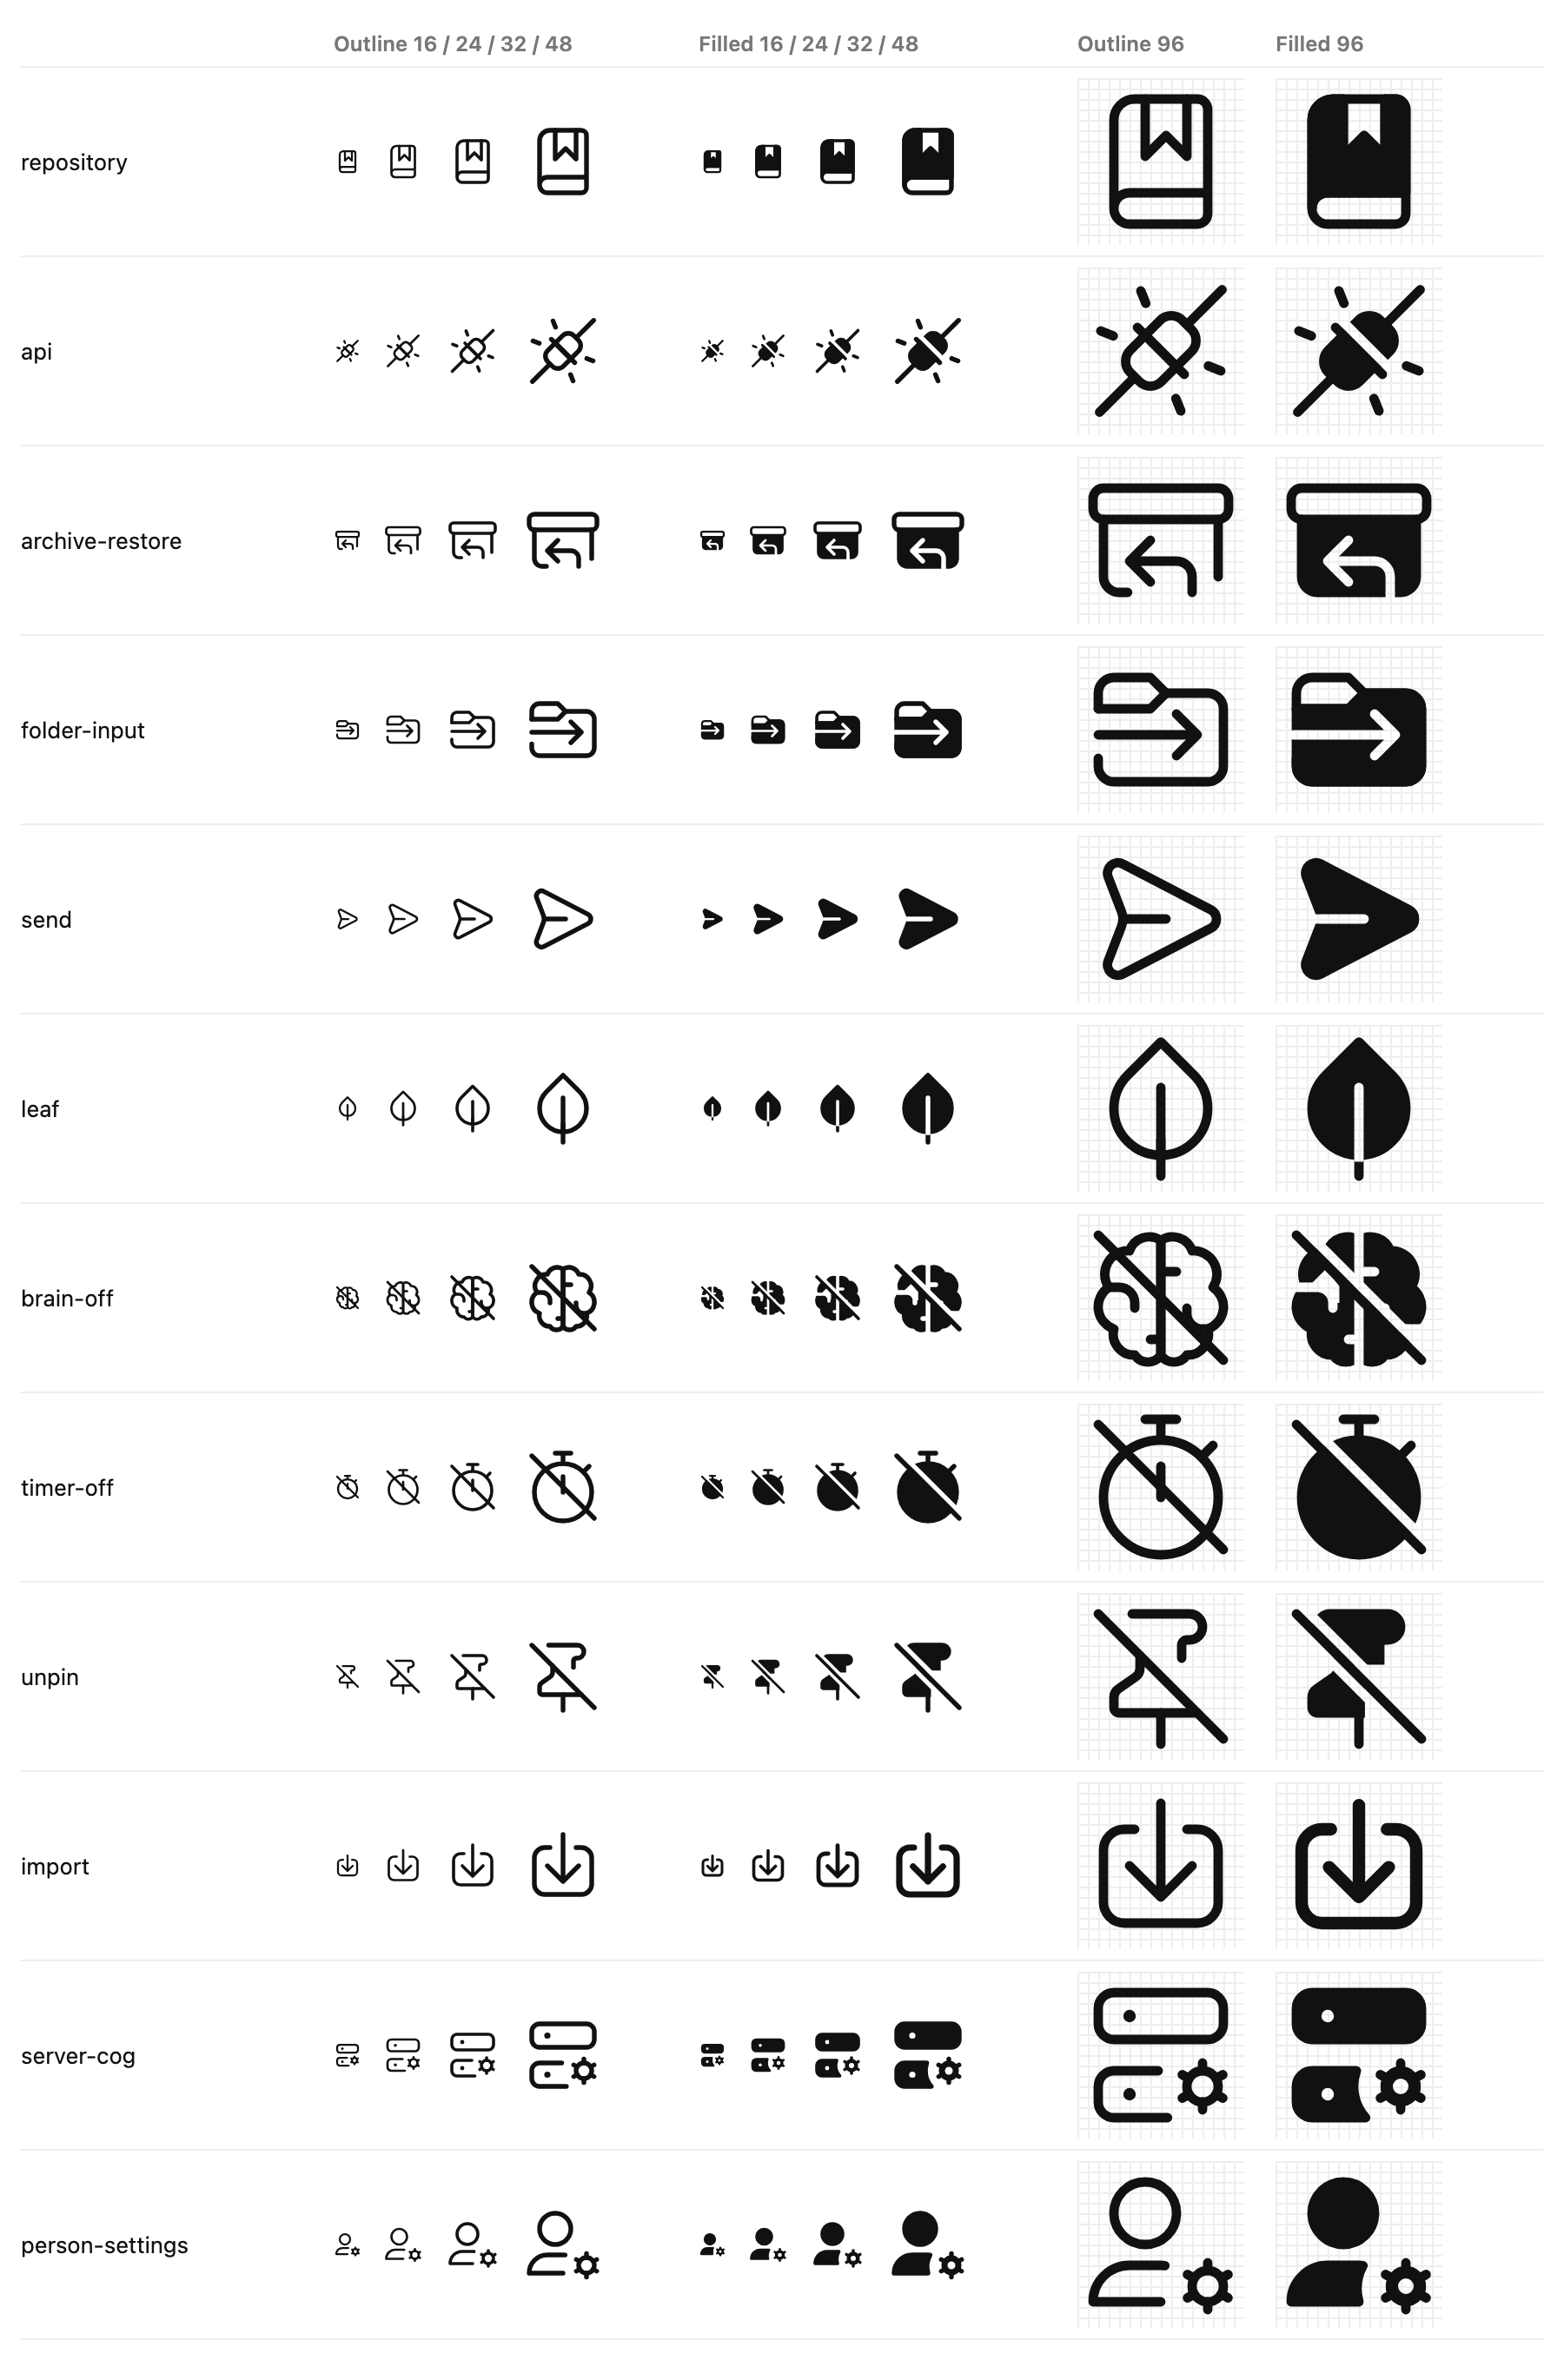 Outline 16 / 24 / 32 / 48 Filled 16 / 24 / 32 / 48 Outline 96 Filled 96
repository
api
archive-restore
folder-input
send
leaf
brain-off
timer-off
unpin
import
server-cog
person-settings